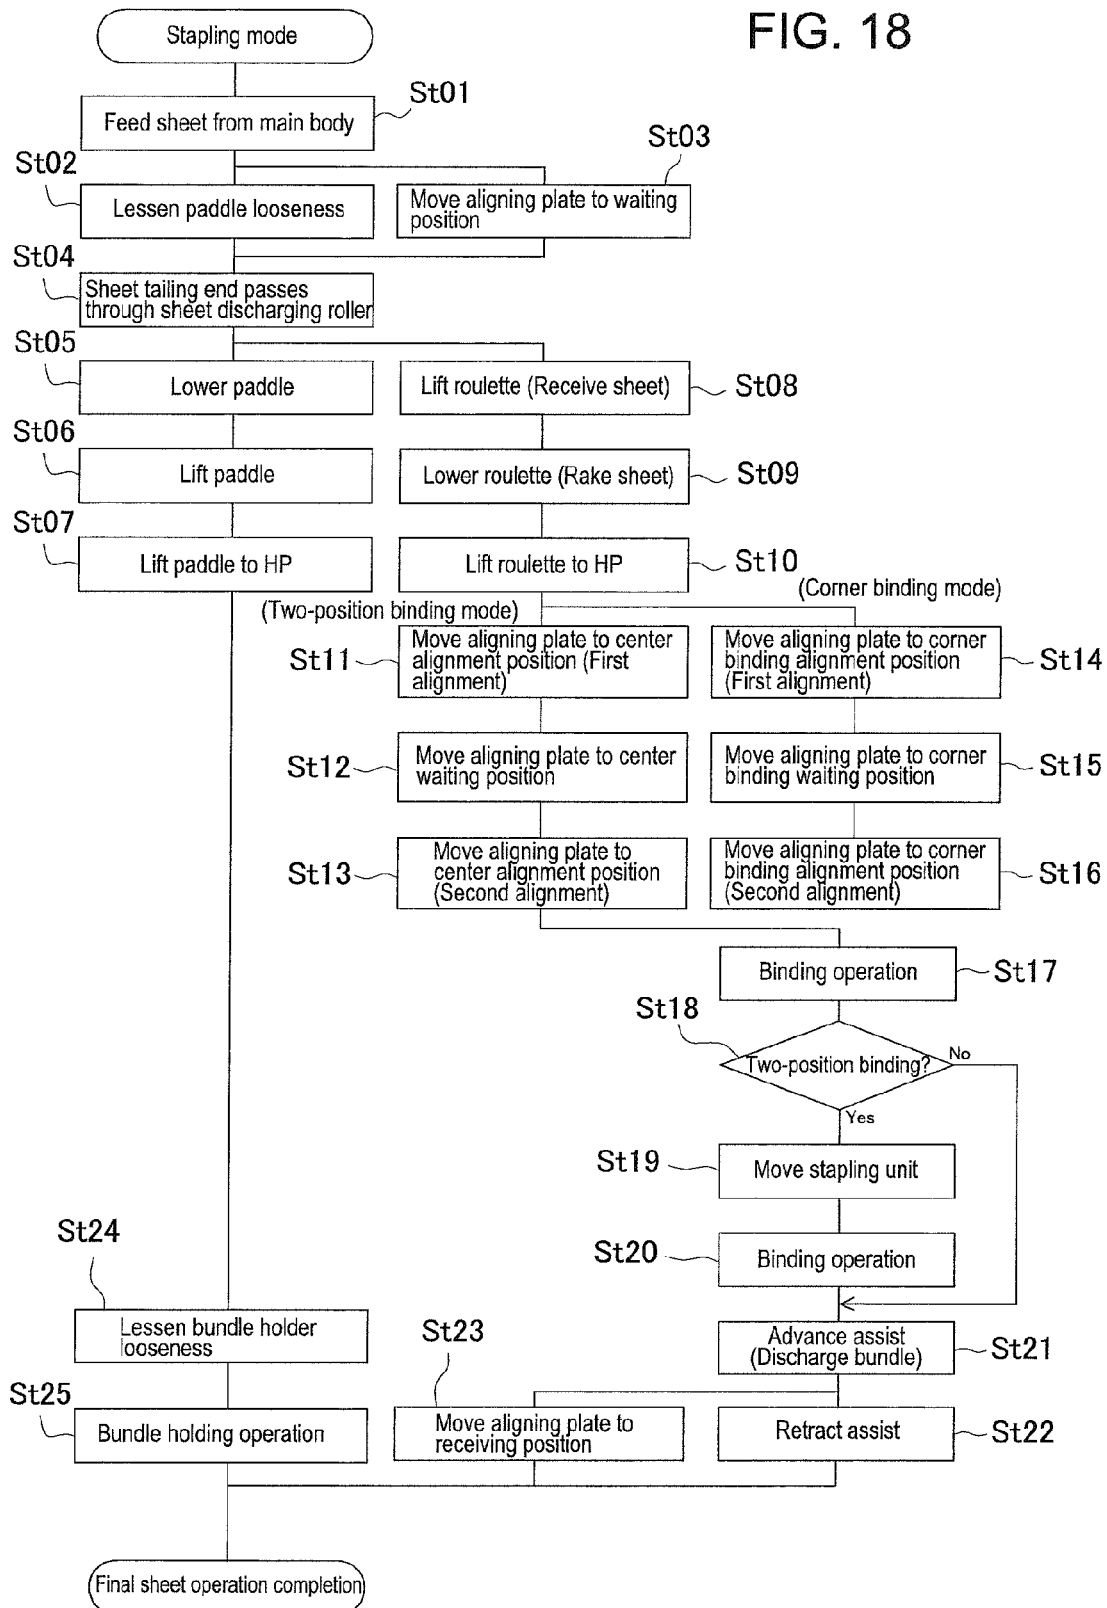 FIG. 18
Stapling mode
St01
Feed sheet from main body
St02
Lessen paddle looseness
St03
Move aligning plate to waiting
position
St04
Sheet tailing end passes
through sheet discharging roller
St05
Lower paddle
St08
Lift roulette (Receive sheet)
St06
Lift paddle
St09
Lower roulette (Rake sheet)
St07
Lift paddle to HP
St10
Lift roulette to HP
(Two-position binding mode)
(Corner binding mode)
St11
Move aligning plate to center
alignment position (First
alignment)
St14
Move aligning plate to corner
binding alignment position
(First alignment)
St12
Move aligning plate to center
waiting position
St15
Move aligning plate to corner
binding waiting position
St13
Move aligning plate to
center alignment position
(Second alignment)
St16
Move aligning plate to corner
binding alignment position
(Second alignment)
St17
Binding operation
St18
Two-position binding?
No
Yes
St19
Move stapling unit
St20
Binding operation
St24
Lessen bundle holder
looseness
St21
Advance assist
(Discharge bundle)
St25
Bundle holding operation
St23
Move aligning plate to
receiving position
St22
Retract assist
Final sheet operation completion